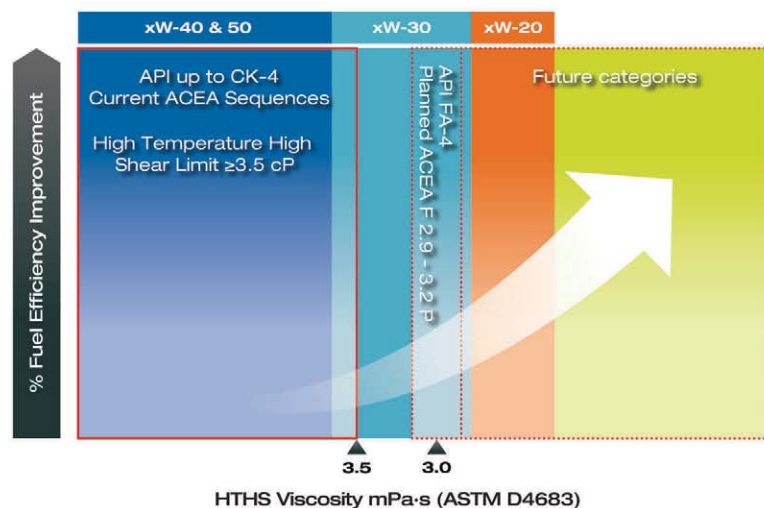 xW-40 & 50
xW-30
xW-20
API up to CK-4
Current ACEA Sequences
High Temperature High
Shear Limit ≥3.5 cP
API FA-4
Planned ACEA F 2.9 - 3.2 P
Future categories
% Fuel Efficiency Improvement
3.5
3.0
HTHS Viscosity mPa·s (ASTM D4683)